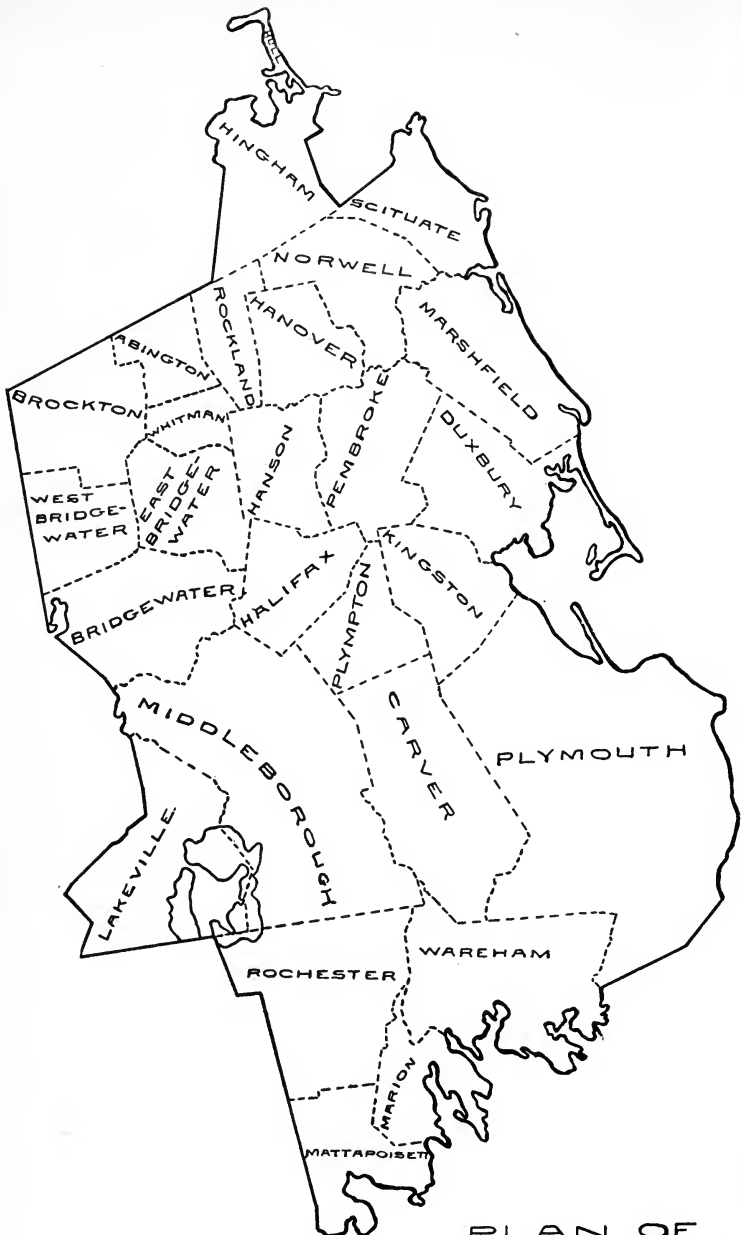 HULL
HINGHAM
SCITUATE
NORWELL
ROCKLAND
HANOVER
MARSHFIELD
ABINGTON
BROCKTON
WHITMAN
HANSON
PEMBROKE
DUXBURY
WEST
BRIDGE-
WATER
EAST
BRIDGE-
WATER
BRIDGEWATER
HALIFAX
PLYMPTON
KINGSTON
MIDDLEBOROUGH
CARVER
PLYMOUTH
LAKEVILLE
ROCHESTER
WAREHAM
MARION
MATTAPOISETT
PLAN OF